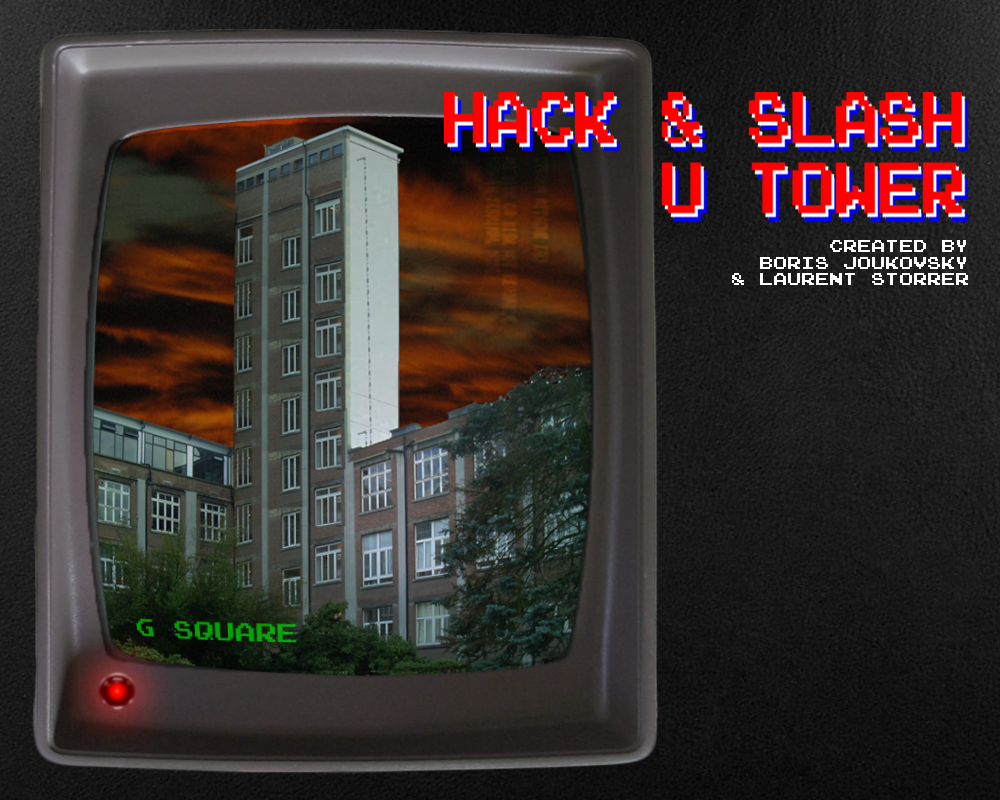 HACK & SLASH
U TOWER
CREATED BY
BORIS JOUKOVSKY
& LAURENT STORRER
G SQUARE